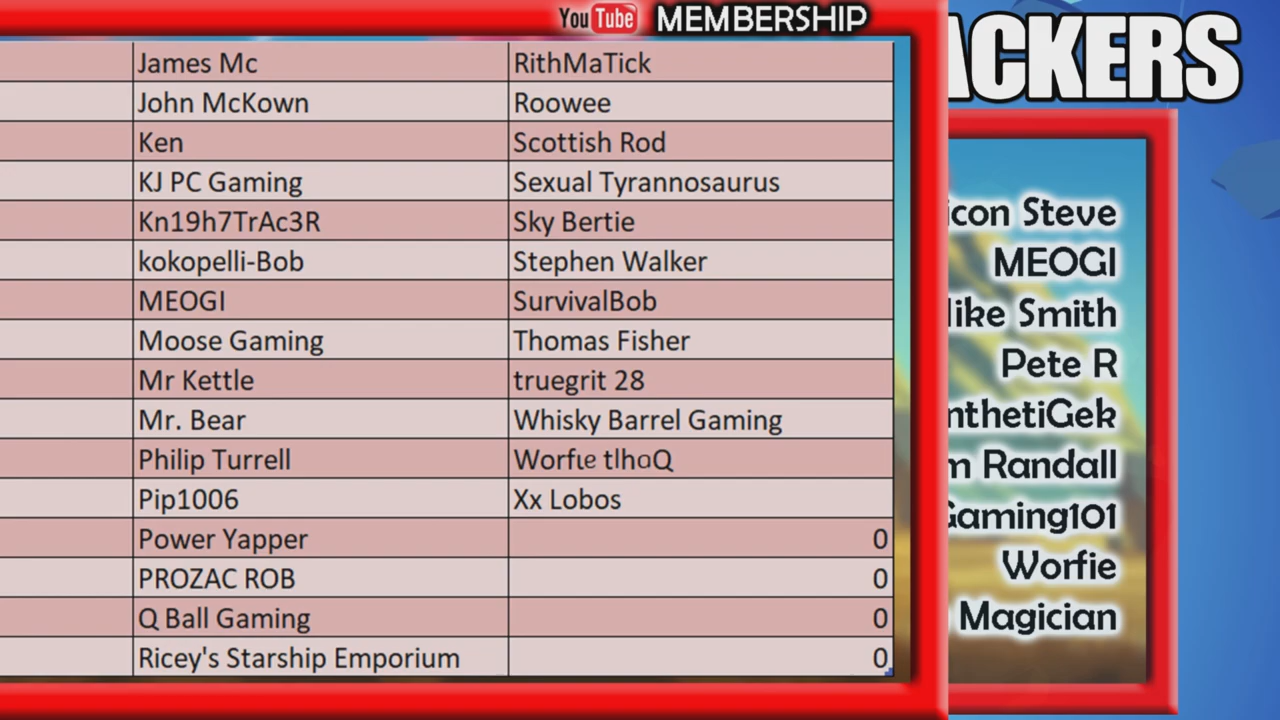 YouTube MEMBERSHIP
ACKERS
James Mc RithMaTick
John McKown Roowee
Ken Scottish Rod
KJ PC Gaming Sexual Tyrannosaurus
Kn19h7TrAc3R Sky Bertie
kokopelli-Bob Stephen Walker
MEOGI SurvivalBob
Moose Gaming Thomas Fisher
Mr Kettle truegrit 28
Mr. Bear Whisky Barrel Gaming
Philip Turrell Worfɩe tlhɑQ
Pip1006 Xx Lobos
Power Yapper 0
PROZAC ROB 0
Q Ball Gaming 0
Ricey's Starship Emporium 0
icon Steve
MEOGI
ike Smith
Pete R
nthetiGek
m Randall
Gaming101
Worfie
Magician